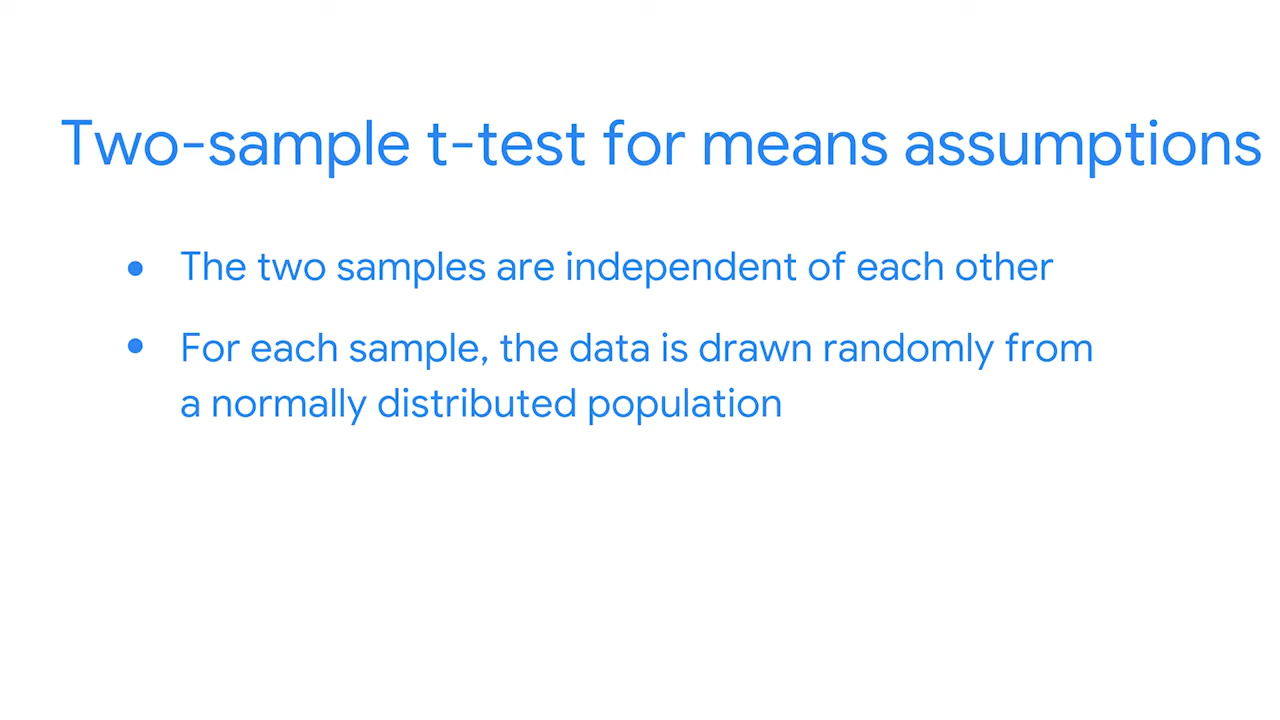 Two-sample t-test for means assumptions
• The two samples are independent of each other
• For each sample, the data is drawn randomly from
a normally distributed population